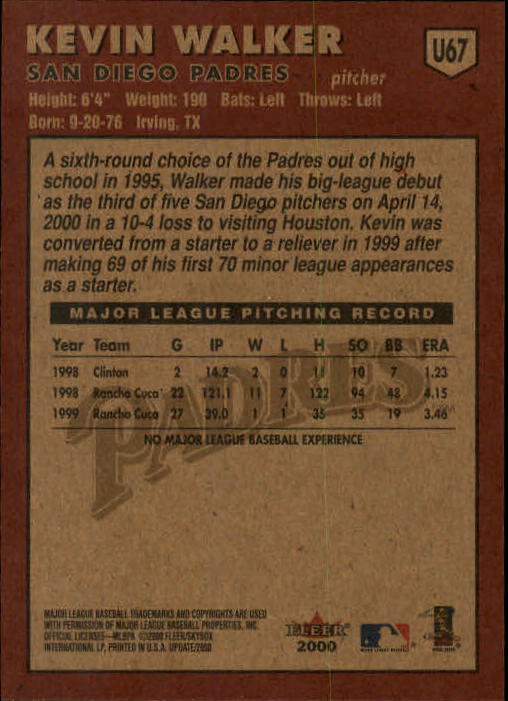 KEVIN WALKER
U67
SAN DIEGO PADRES pitcher
Height: 6'4" Weight: 190 Bats: Left Throws: Left
Born: 9-20-76 Irving, TX
A sixth-round choice of the Padres out of high
school in 1995, Walker made his big-league debut
as the third of five San Diego pitchers on April 14,
2000 in a 10-4 loss to visiting Houston. Kevin was
converted from a starter to a reliever in 1999 after
making 69 of his first 70 minor league appearances
as a starter.
MAJOR LEAGUE PITCHING RECORD
Year Team G IP W L H SO BB ERA
1998 Clinton 2 14.2 2 0 11 10 7 1.23
1998 Rancho Cuca' 22 121.1 11 7 122 94 48 4.15
1999 Rancho Cuca 27 39.0 1 1 35 35 19 3.46
PADRES
NO MAJOR LEAGUE BASEBALL EXPERIENCE
MAJOR LEAGUE BASEBALL TRADEMARKS AND COPYRIGHTS ARE USED
WITH PERMISSION OF MAJOR LEAGUE BASEBALL PROPERTIES, INC.
OFFICIAL LICENSEE—MLBPA ©2000 FLEER/SKYBOX
INTERNATIONAL LP, PRINTED IN U.S.A. UPDATE/2000
FLEER
2000